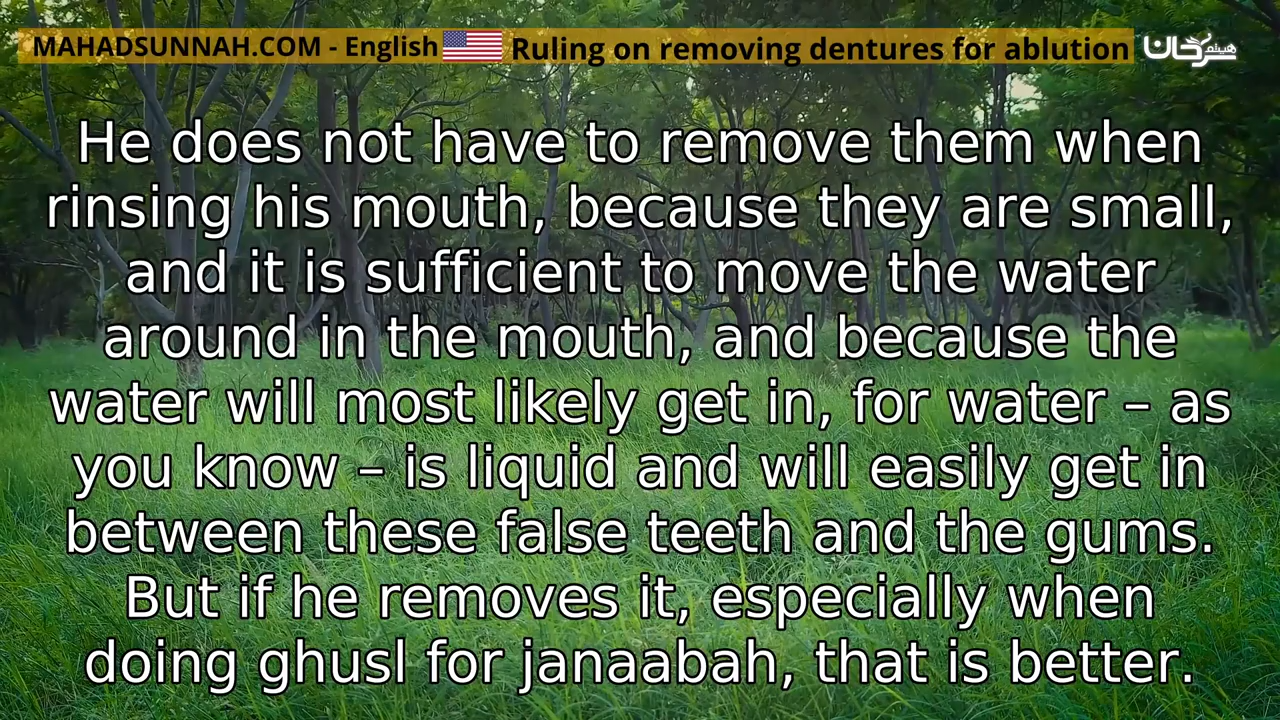 MAHADSUNNAH.COM - English Ruling on removing dentures for ablution هيثم سرحان
He does not have to remove them when
rinsing his mouth, because they are small,
and it is sufficient to move the water
around in the mouth, and because the
water will most likely get in, for water – as
you know – is liquid and will easily get in
between these false teeth and the gums.
But if he removes it, especially when
doing ghusl for janaabah, that is better.